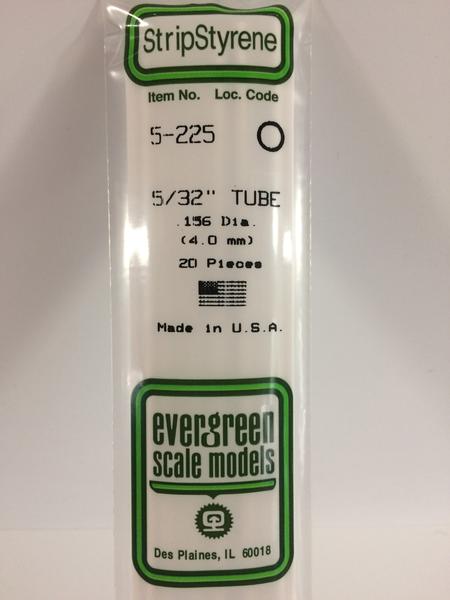 StripStyrene
Item No. Loc. Code
5-225
5/32" TUBE
.156 Dia.
(4.0 mm)
20 Pieces
Made in U.S.A.
evergreen
scale models
Des Plaines, IL 60018